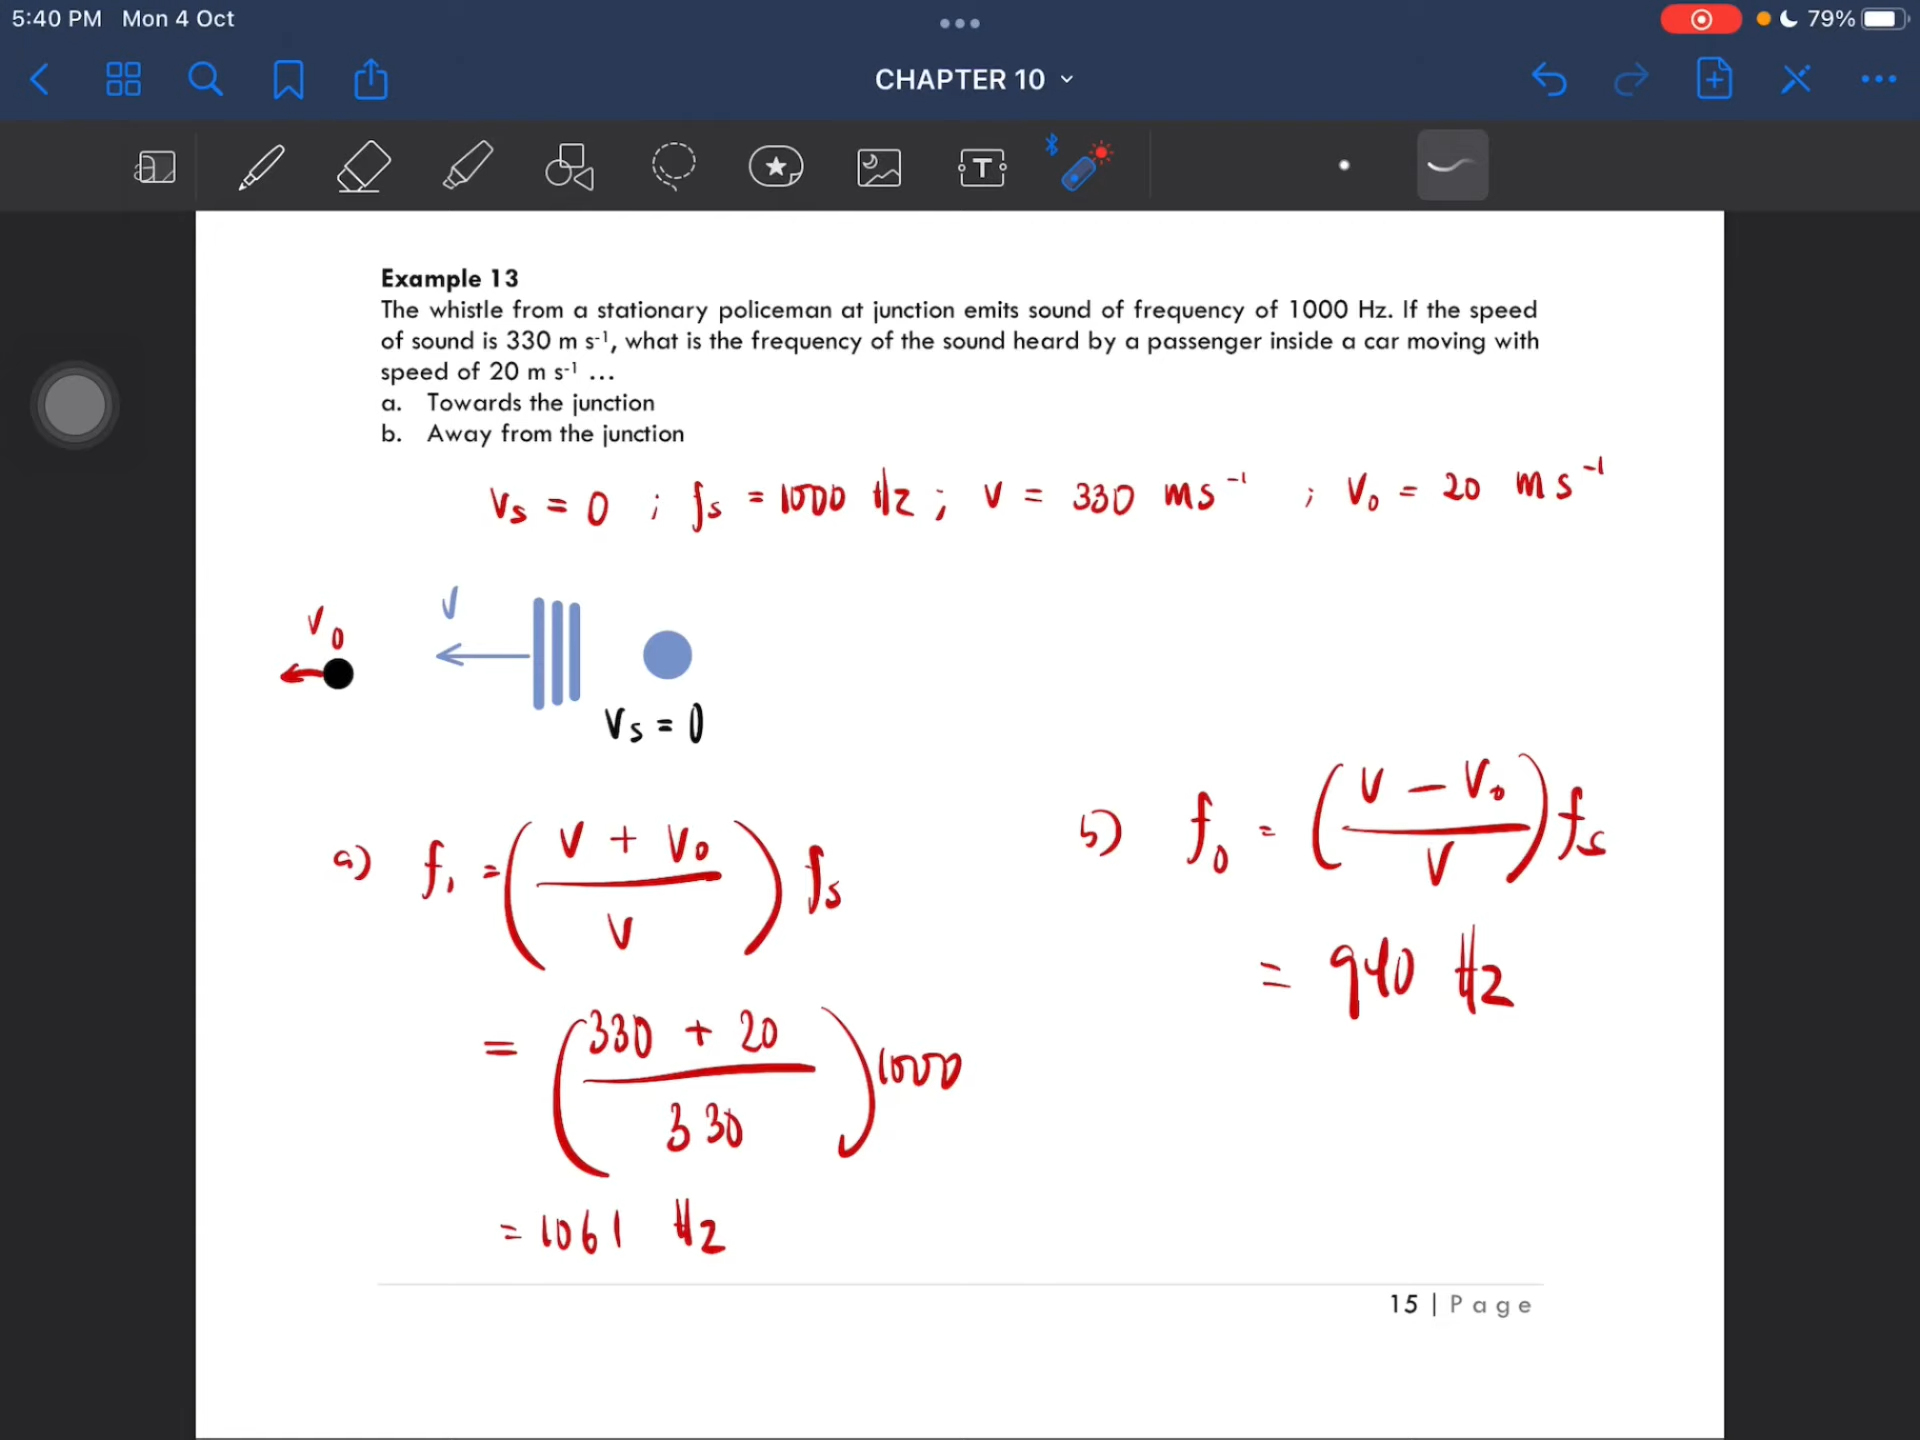 5:40 PM Mon 4 Oct
79%
CHAPTER 10
T
Example 13
The whistle from a stationary policeman at junction emits sound of frequency of 1000 Hz. If the speed
of sound is 330 m s⁻¹, what is the frequency of the sound heard by a passenger inside a car moving with
speed of 20 m s⁻¹ ...
a. Towards the junction
b. Away from the junction
Vs = 0 ; fs = 1000 Hz ; V = 330 ms⁻¹ ; Vo = 20 ms⁻¹
Vo
V
Vs = 0
a) f, = ( V + Vo / V ) fs
= ( 330 + 20 / 330 ) 1000
= 1061 Hz
b) fo = ( V - Vo / V ) fs
= 940 Hz
15 | Page